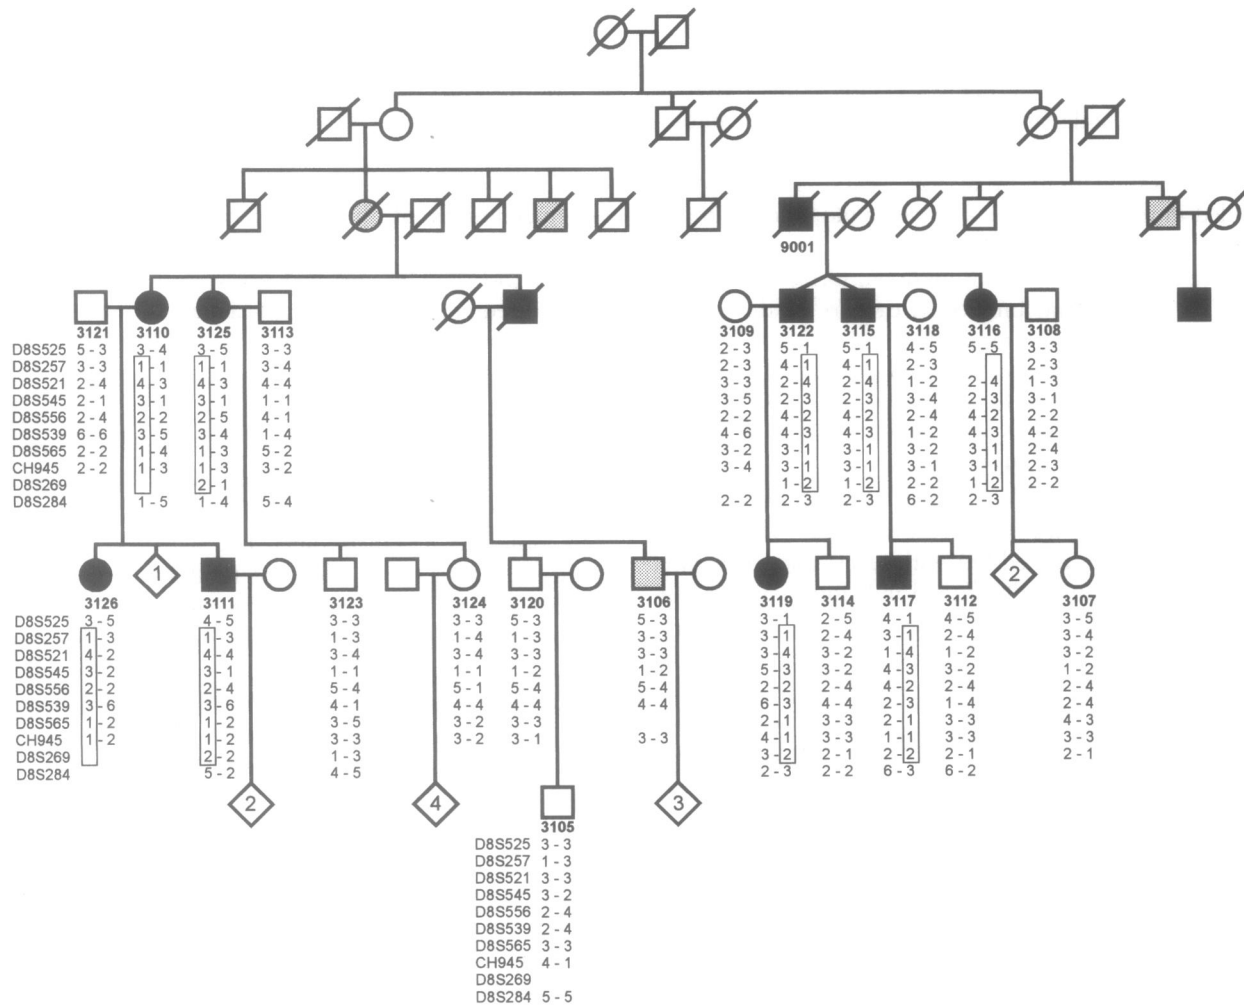 9001
3121 3110 3125 3113 3109 3122 3115 3118 3116 3108
D8S525 5 - 3 3 - 4 3 - 5 3 - 3 2 - 3 5 - 1 5 - 1 4 - 5 5 - 5 3 - 3
D8S257 3 - 3 1 - 1 1 - 1 3 - 4 2 - 3 4 - 1 4 - 1 2 - 3 2 - 3
D8S521 2 - 4 4 - 3 4 - 3 4 - 4 3 - 3 2 - 4 2 - 4 1 - 2 2 - 4 1 - 3
D8S545 2 - 1 3 - 1 3 - 1 1 - 1 3 - 5 2 - 3 2 - 3 3 - 4 2 - 3 3 - 1
D8S556 2 - 4 2 - 2 2 - 5 4 - 1 2 - 2 4 - 2 4 - 2 2 - 2 4 - 2 2 - 2
D8S539 6 - 6 3 - 5 3 - 4 1 - 4 4 - 6 4 - 3 4 - 3 1 - 2 4 - 3 4 - 2
D8S565 2 - 2 1 - 4 1 - 3 5 - 2 3 - 2 3 - 1 3 - 1 3 - 2 3 - 1 2 - 4
CH945 2 - 2 1 - 3 1 - 3 3 - 2 3 - 4 3 - 1 3 - 1 3 - 1 3 - 1 2 - 3
D8S269 2 - 1 1 - 2 1 - 2 2 - 2 1 - 2 2 - 2
D8S284 1 - 5 1 - 4 5 - 4 2 - 2 2 - 3 2 - 3 6 - 2 2 - 3
1 2
3126 3111 3123 3124 3120 3106 3119 3114 3117 3112 3107
D8S525 3 - 5 4 - 5 3 - 3 3 - 3 5 - 3 5 - 3 3 - 1 2 - 5 4 - 1 4 - 5 3 - 5
D8S257 1 - 3 1 - 3 1 - 3 1 - 4 1 - 3 3 - 3 3 - 1 2 - 4 3 - 1 2 - 4 3 - 4
D8S521 4 - 2 4 - 4 3 - 4 3 - 4 3 - 3 3 - 3 3 - 4 3 - 2 1 - 4 1 - 2 3 - 2
D8S545 3 - 2 3 - 1 1 - 1 1 - 1 1 - 2 1 - 2 5 - 3 3 - 2 4 - 3 3 - 2 1 - 2
D8S556 2 - 2 2 - 4 5 - 4 5 - 1 5 - 4 5 - 4 2 - 2 2 - 4 4 - 2 2 - 4 2 - 4
D8S539 3 - 6 3 - 6 4 - 1 4 - 4 4 - 4 4 - 4 6 - 3 4 - 4 2 - 3 1 - 4 2 - 4
D8S565 1 - 2 1 - 2 3 - 5 3 - 2 3 - 3 2 - 1 3 - 3 2 - 1 3 - 3 4 - 3
CH945 1 - 2 1 - 2 3 - 3 3 - 2 3 - 1 3 - 3 4 - 1 3 - 3 1 - 1 3 - 3 3 - 3
D8S269 2 - 2 1 - 3 3 - 2 2 - 1 2 - 2 2 - 1 2 - 1
D8S284 5 - 2 4 - 5 2 - 3 2 - 2 6 - 3 6 - 2
2 4 3
3105
D8S525 3 - 3
D8S257 1 - 3
D8S521 3 - 3
D8S545 3 - 2
D8S556 2 - 4
D8S539 2 - 4
D8S565 3 - 3
CH945 4 - 1
D8S269
D8S284 5 - 5